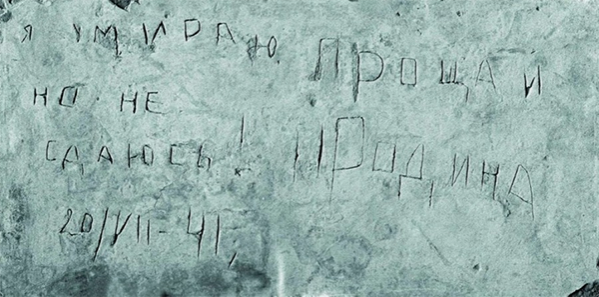 Я УМИРАЮ
НО НЕ
СДАЮСЬ!
20/VII-41
ПРОЩАИ
РОДИНА